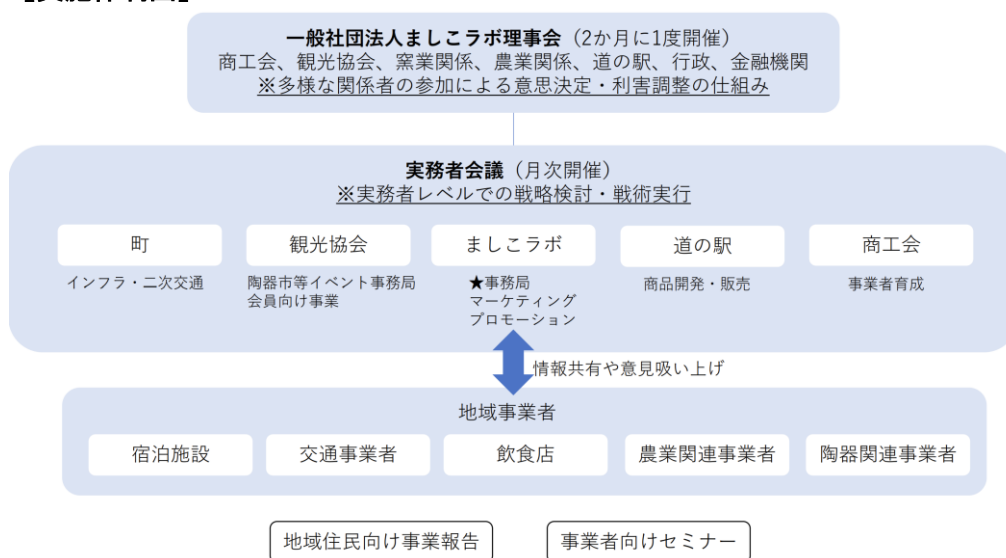 一般社団法人ましこラボ理事会（2か月に1度開催）
商工会、観光協会、窯業関係、農業関係、道の駅、行政、金融機関
※多様な関係者の参加による意思決定・利害調整の仕組み
実務者会議（月次開催）
※実務者レベルでの戦略検討・戦術実行
町
インフラ・二次交通
観光協会
陶器市等イベント事務局
会員向け事業
ましこラボ
★事務局
マーケティング
プロモーション
道の駅
商品開発・販売
商工会
事業者育成
情報共有や意見吸い上げ
地域事業者
宿泊施設
交通事業者
飲食店
農業関連事業者
陶器関連事業者
地域住民向け事業報告
事業者向けセミナー